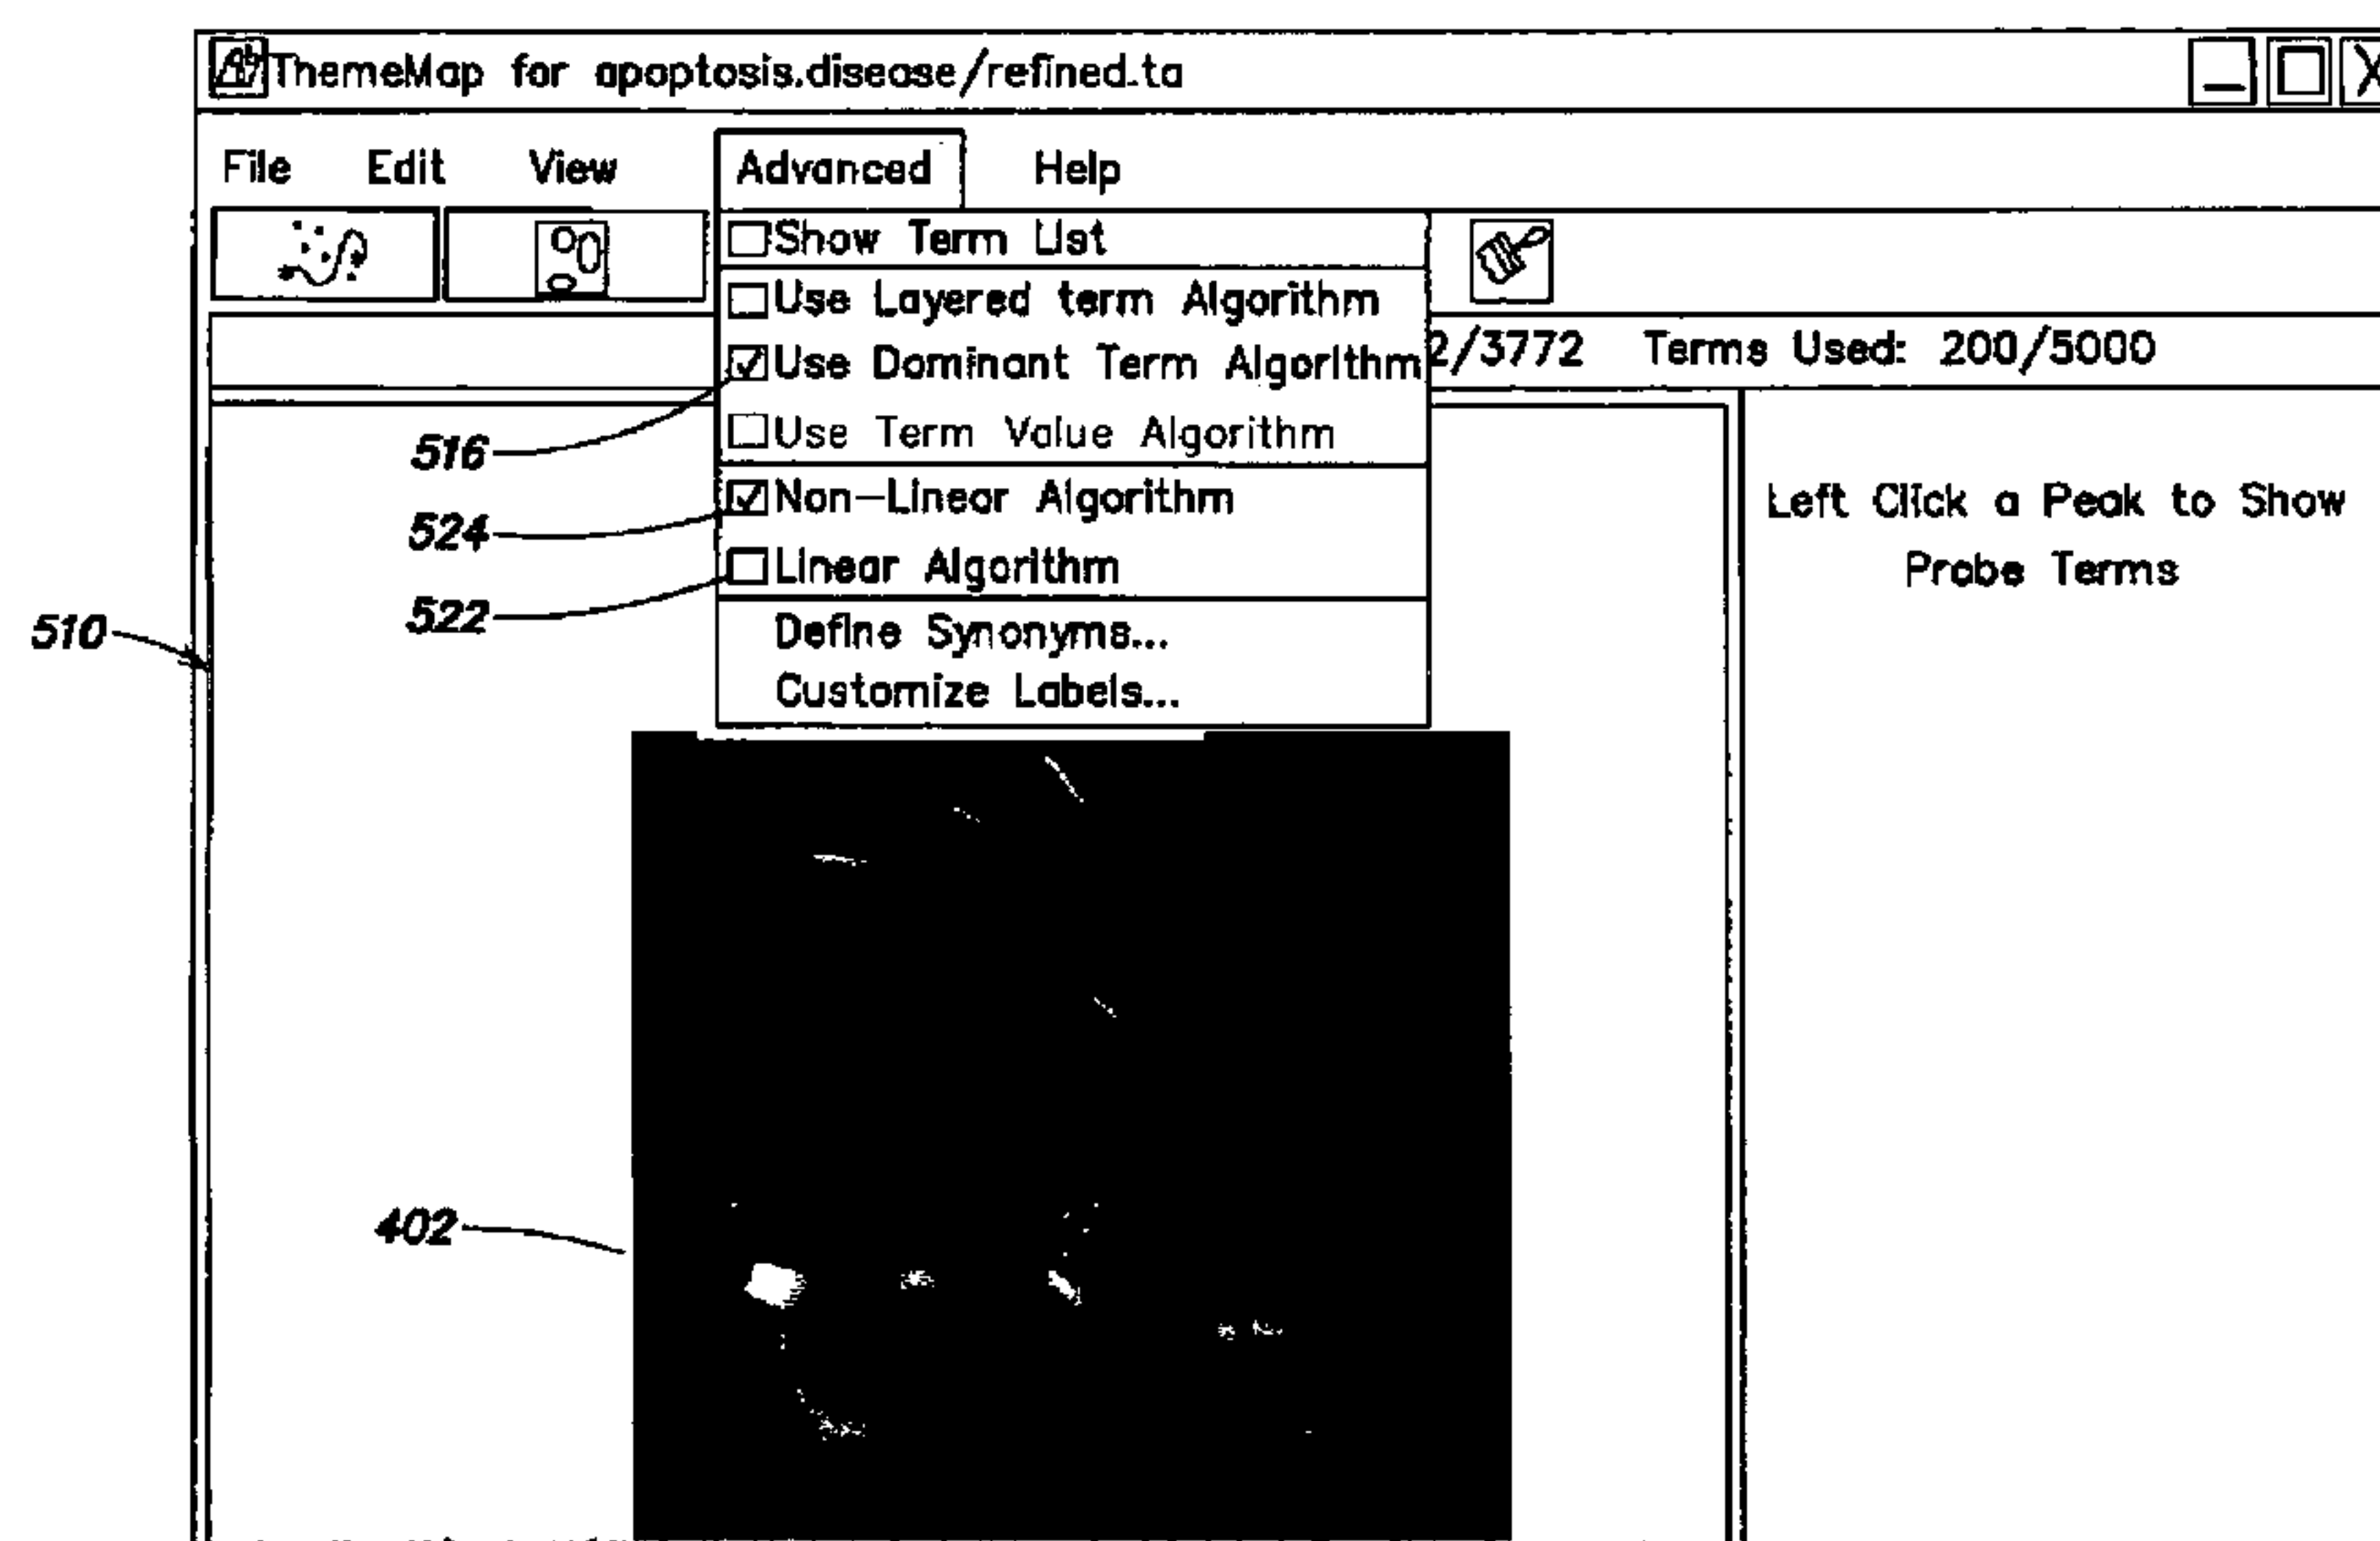 ThemeMap for apoptosis.disease/refined.ta
File Edit View Advanced Help
Show Term List
Use Layered term Algorithm
Use Dominant Term Algorithm
2/3772 Terms Used: 200/5000
Use Term Value Algorithm
516
Non-Linear Algorithm
Left Click a Peak to Show
Probe Terms
524
Linear Algorithm
522
510
Define Synonyms...
Customize Labels...
402